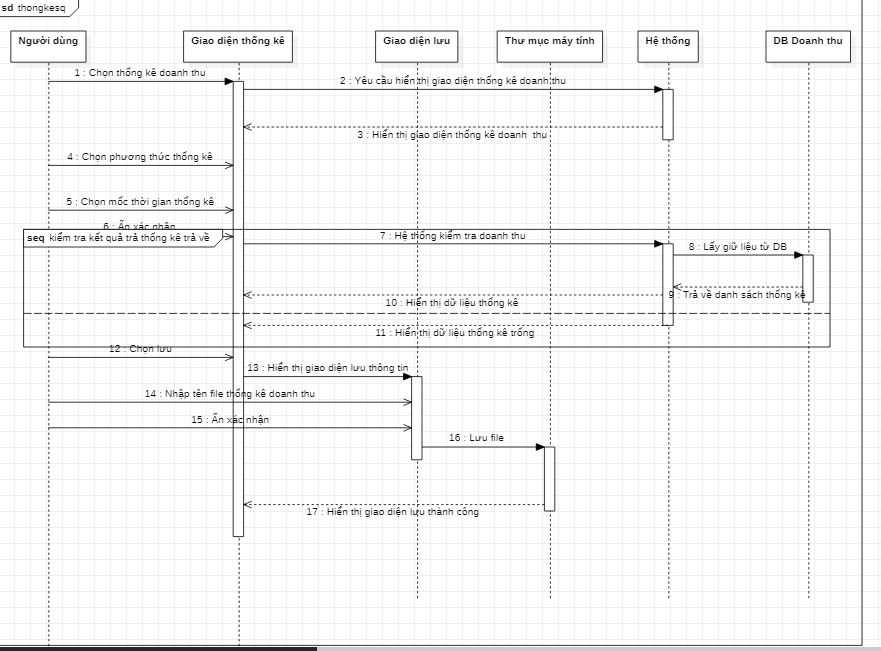 sd thongkesq
Người dùng
Giao diện thống kê
Giao diện lưu
Thư mục máy tính
Hệ thống
DB Doanh thu
1 : Chọn thống kê doanh thu
2 : Yêu cầu hiển thị giao diện thống kê doanh thu
3 : Hiển thị giao diện thống kê doanh thu
4 : Chọn phương thức thống kê
5 : Chọn mốc thời gian thống kê
6 : Ấn xác nhận
seq kiểm tra kết quả trả thống kê trả về
7 : Hệ thống kiểm tra doanh thu
8 : Lấy giữ liệu từ DB
9 : Trả về danh sách thống kê
10 : Hiển thị dữ liệu thống kê
11 : Hiển thị dữ liệu thống kê trống
12 : Chọn lưu
13 : Hiển thị giao diện lưu thông tin
14 : Nhập tên file thống kê doanh thu
15 : Ấn xác nhận
16 : Lưu file
17 : Hiển thị giao diện lưu thành công